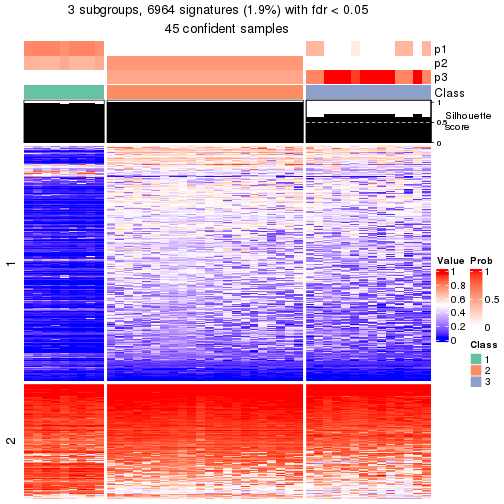 3 subgroups, 6964 signatures (1.9%) with fdr < 0.05
45 confident samples
p1
p2
p3
Class
1
0.5
0
Silhouette
score
1
2
Value
1
0.8
0.6
0.4
0.2
0
Prob
1
0.5
0
Class
1
2
3